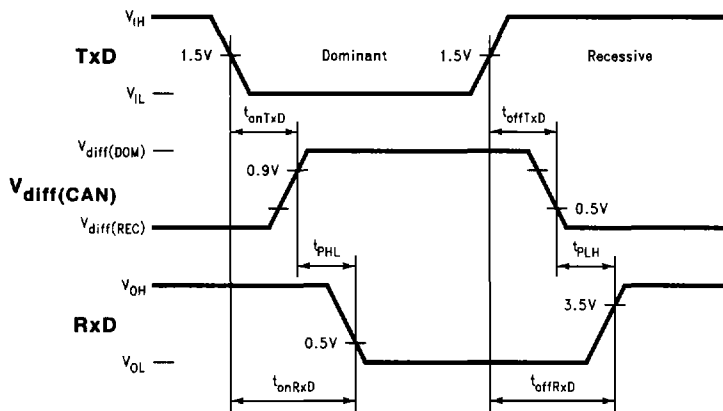 V_IH
TxD
1.5V
Dominant
1.5V
Recessive
V_IL
t_onTxD
t_offTxD
V_diff(DOM)
0.9V
V_diff(CAN)
0.5V
V_diff(REC)
t_PHL
t_PLH
V_OH
RxD
3.5V
0.5V
V_OL
t_onRxD
t_offRxD